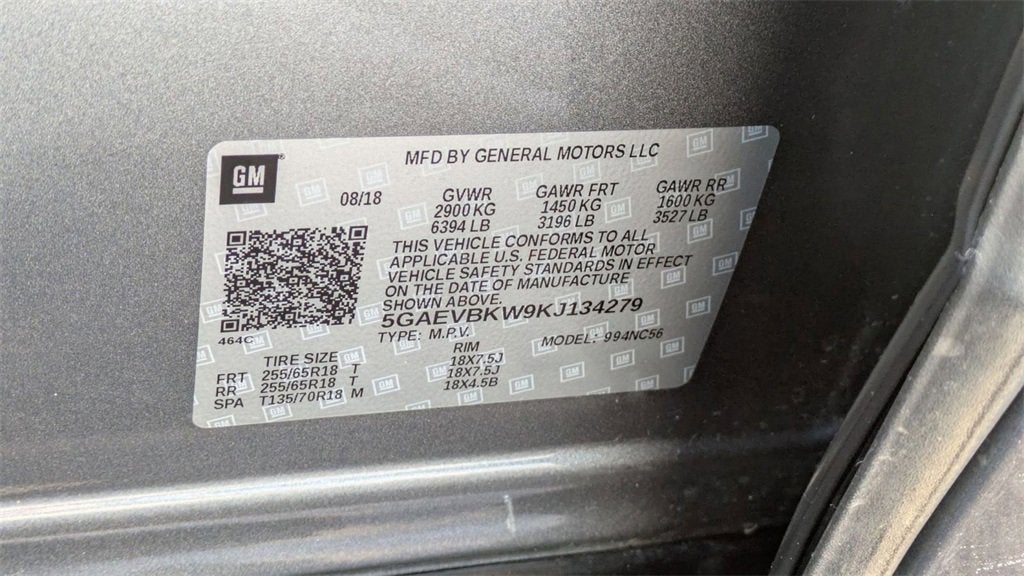 GM
MFD BY GENERAL MOTORS LLC
08/18 GVWR GAWR FRT GAWR RR
2900 KG 1450 KG 1600 KG
6394 LB 3196 LB 3527 LB
THIS VEHICLE CONFORMS TO ALL
APPLICABLE U.S. FEDERAL MOTOR
VEHICLE SAFETY STANDARDS IN EFFECT
ON THE DATE OF MANUFACTURE
SHOWN ABOVE.
5GAEVBKW9KJ134279
464C
TYPE: M.P.V. MODEL: 994NC56
TIRE SIZE RIM
FRT 255/65R18 T 18X7.5J
RR 255/65R18 T 18X7.5J
SPA T135/70R18 M 18X4.5B